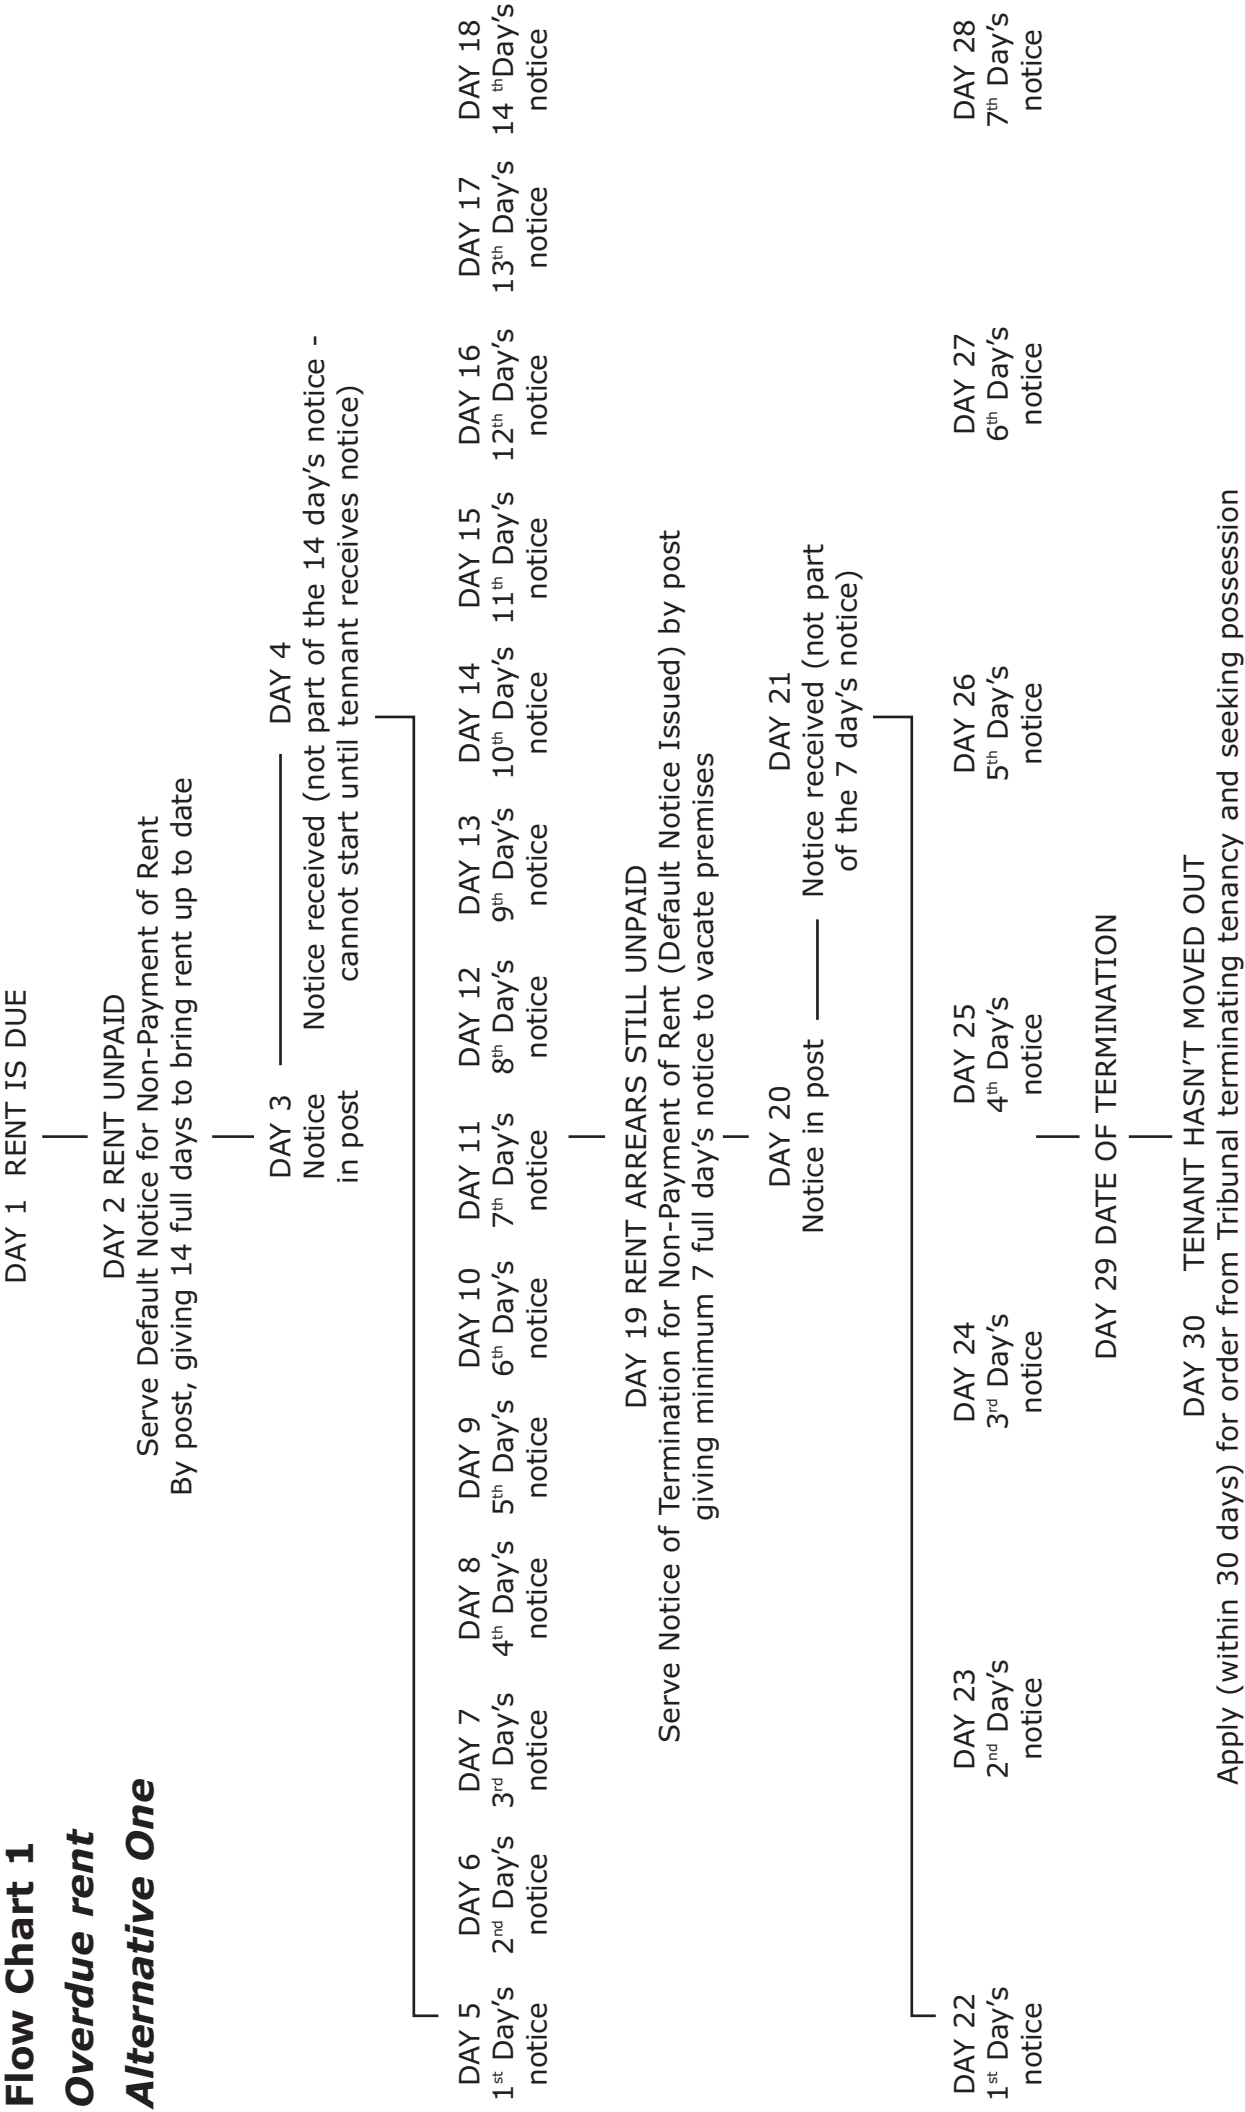 Flow Chart 1
Overdue rent
Alternative One
DAY 1 RENT IS DUE
DAY 2 RENT UNPAID
Serve Default Notice for Non-Payment of Rent
By post, giving 14 full days to bring rent up to date
DAY 3
Notice
in post
DAY 4
Notice received (not part of the 14 day's notice -
cannot start until tennant receives notice)
DAY 5
1st Day's
notice
DAY 6
2nd Day's
notice
DAY 7
3rd Day's
notice
DAY 8
4th Day's
notice
DAY 9
5th Day's
notice
DAY 10
6th Day's
notice
DAY 11
7th Day's
notice
DAY 12
8th Day's
notice
DAY 13
9th Day's
notice
DAY 14
10th Day's
notice
DAY 15
11th Day's
notice
DAY 16
12th Day's
notice
DAY 17
13th Day's
notice
DAY 18
14 thDay's
notice
DAY 19 RENT ARREARS STILL UNPAID
Serve Notice of Termination for Non-Payment of Rent (Default Notice Issued) by post
giving minimum 7 full day's notice to vacate premises
DAY 20
Notice in post
DAY 21
Notice received (not part
of the 7 day's notice)
DAY 22
1st Day's
notice
DAY 23
2nd Day's
notice
DAY 24
3rd Day's
notice
DAY 25
4th Day's
notice
DAY 26
5th Day's
notice
DAY 27
6th Day's
notice
DAY 28
7th Day's
notice
DAY 29 DATE OF TERMINATION
DAY 30 TENANT HASN'T MOVED OUT
Apply (within 30 days) for order from Tribunal terminating tenancy and seeking possession